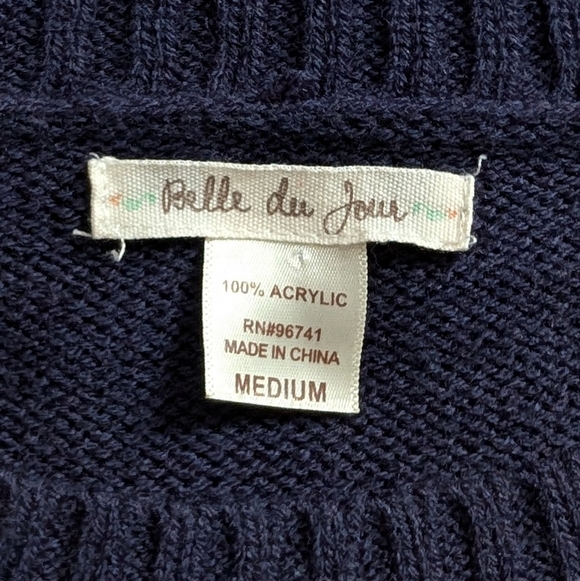 Belle du Jour
100% ACRYLIC
RN#96741
MADE IN CHINA
MEDIUM